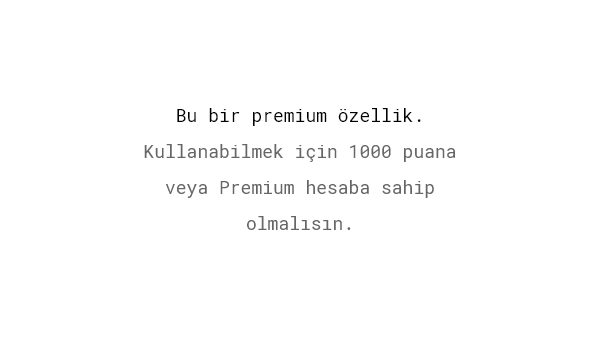 Bu bir premium özellik.
Kullanabilmek için 1000 puana
veya Premium hesaba sahip
olmalısın.